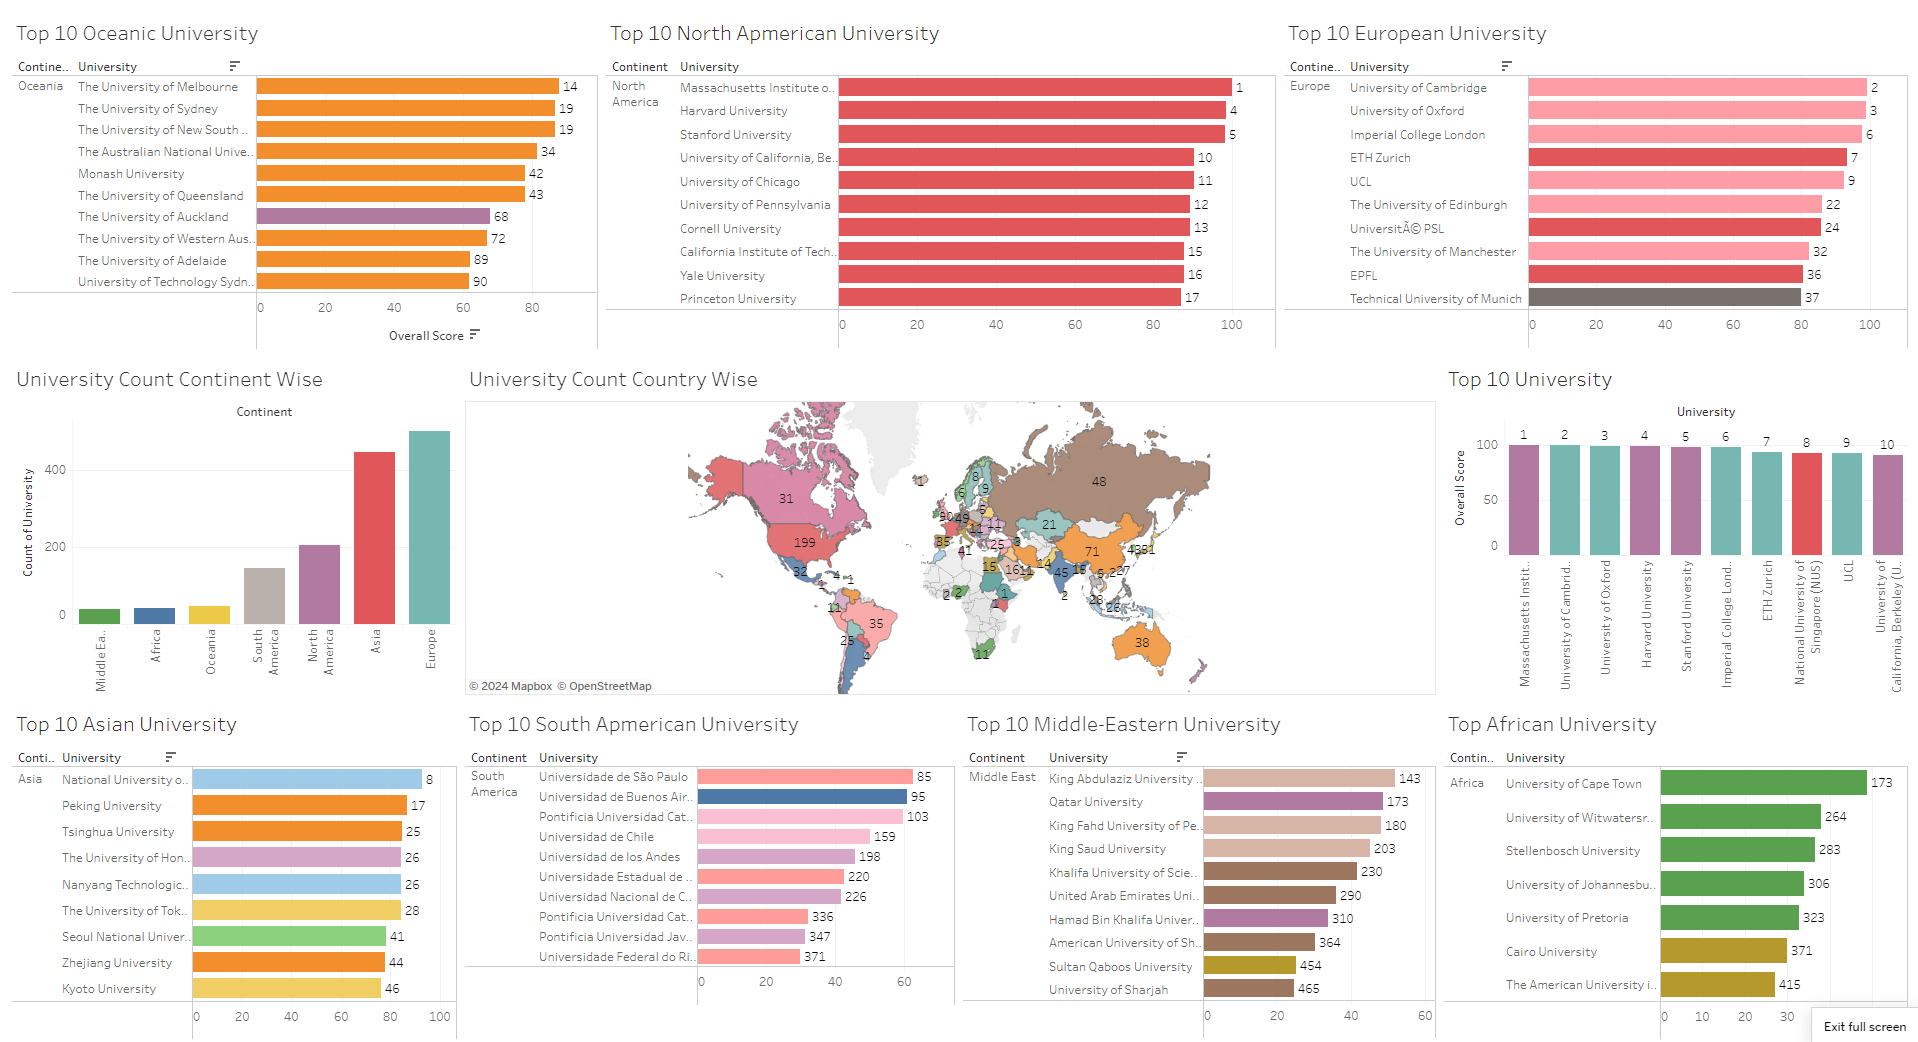 Top 10 Oceanic University
Contine.. University
Oceania The University of Melbourne 14
The University of Sydney 19
The University of New South .. 19
The Australian National Unive.. 34
Monash University 42
The University of Queensland 43
The University of Auckland 68
The University of Western Aus.. 72
The University of Adelaide 89
University of Technology Sydn.. 90
0 20 40 60 80
Overall Score
Top 10 North Apmerican University
Continent University
North America
Massachusetts Institute o.. 1
Harvard University 4
Stanford University 5
University of California, Be.. 10
University of Chicago 11
University of Pennsylvania 12
Cornell University 13
California Institute of Tech.. 15
Yale University 16
Princeton University 17
0 20 40 60 80 100
Top 10 European University
Contine.. University
Europe University of Cambridge 2
University of Oxford 3
Imperial College London 6
ETH Zurich 7
UCL 9
The University of Edinburgh 22
UniversitÃ© PSL 24
The University of Manchester 32
EPFL 36
Technical University of Munich 37
0 20 40 60 80 100
University Count Continent Wise
Continent
Count of University
400
200
0
Middle Ea..
Africa
Oceania
South America
North America
Asia
Europe
University Count Country Wise
31
199
32
4
1
11
35
25
4
1
8
9
6
48
5
90
49
11
11
35
25
41
3
21
71
43
51
15
16
11
14
45
15
5
22
27
2
2
2
1
1
28
26
38
11
© 2024 Mapbox © OpenStreetMap
Top 10 University
University
Overall Score
100
50
0
1 2 3 4 5 6 7 8 9 10
Massachusetts Instit..
University of Cambrid..
University of Oxford
Harvard University
Stanford University
Imperial College Lond..
ETH Zurich
National University of Singapore (NUS)
UCL
University of California, Berkeley (U..
Top 10 Asian University
Conti.. University
Asia National University o.. 8
Peking University 17
Tsinghua University 25
The University of Hon.. 26
Nanyang Technologic.. 26
The University of Tok.. 28
Seoul National Univer.. 41
Zhejiang University 44
Kyoto University 46
0 20 40 60 80 100
Top 10 South Apmerican University
Continent University
South America
Universidade de São Paulo 85
Universidad de Buenos Air.. 95
Pontificia Universidad Cat.. 103
Universidad de Chile 159
Universidad de los Andes 198
Universidade Estadual de .. 220
Universidad Nacional de C.. 226
Pontificia Universidad Cat.. 336
Pontificia Universidad Jav.. 347
Universidade Federal do Ri.. 371
0 20 40 60
Top 10 Middle-Eastern University
Continent University
Middle East King Abdulaziz University .. 143
Qatar University 173
King Fahd University of Pe.. 180
King Saud University 203
Khalifa University of Scie.. 230
United Arab Emirates Uni.. 290
Hamad Bin Khalifa Univer.. 310
American University of Sh.. 364
Sultan Qaboos University 454
University of Sharjah 465
0 20 40 60
Top African University
Contin.. University
Africa University of Cape Town 173
University of Witwatersr.. 264
Stellenbosch University 283
University of Johannesbu.. 306
University of Pretoria 323
Cairo University 371
The American University i.. 415
0 10 20 30
Exit full screen